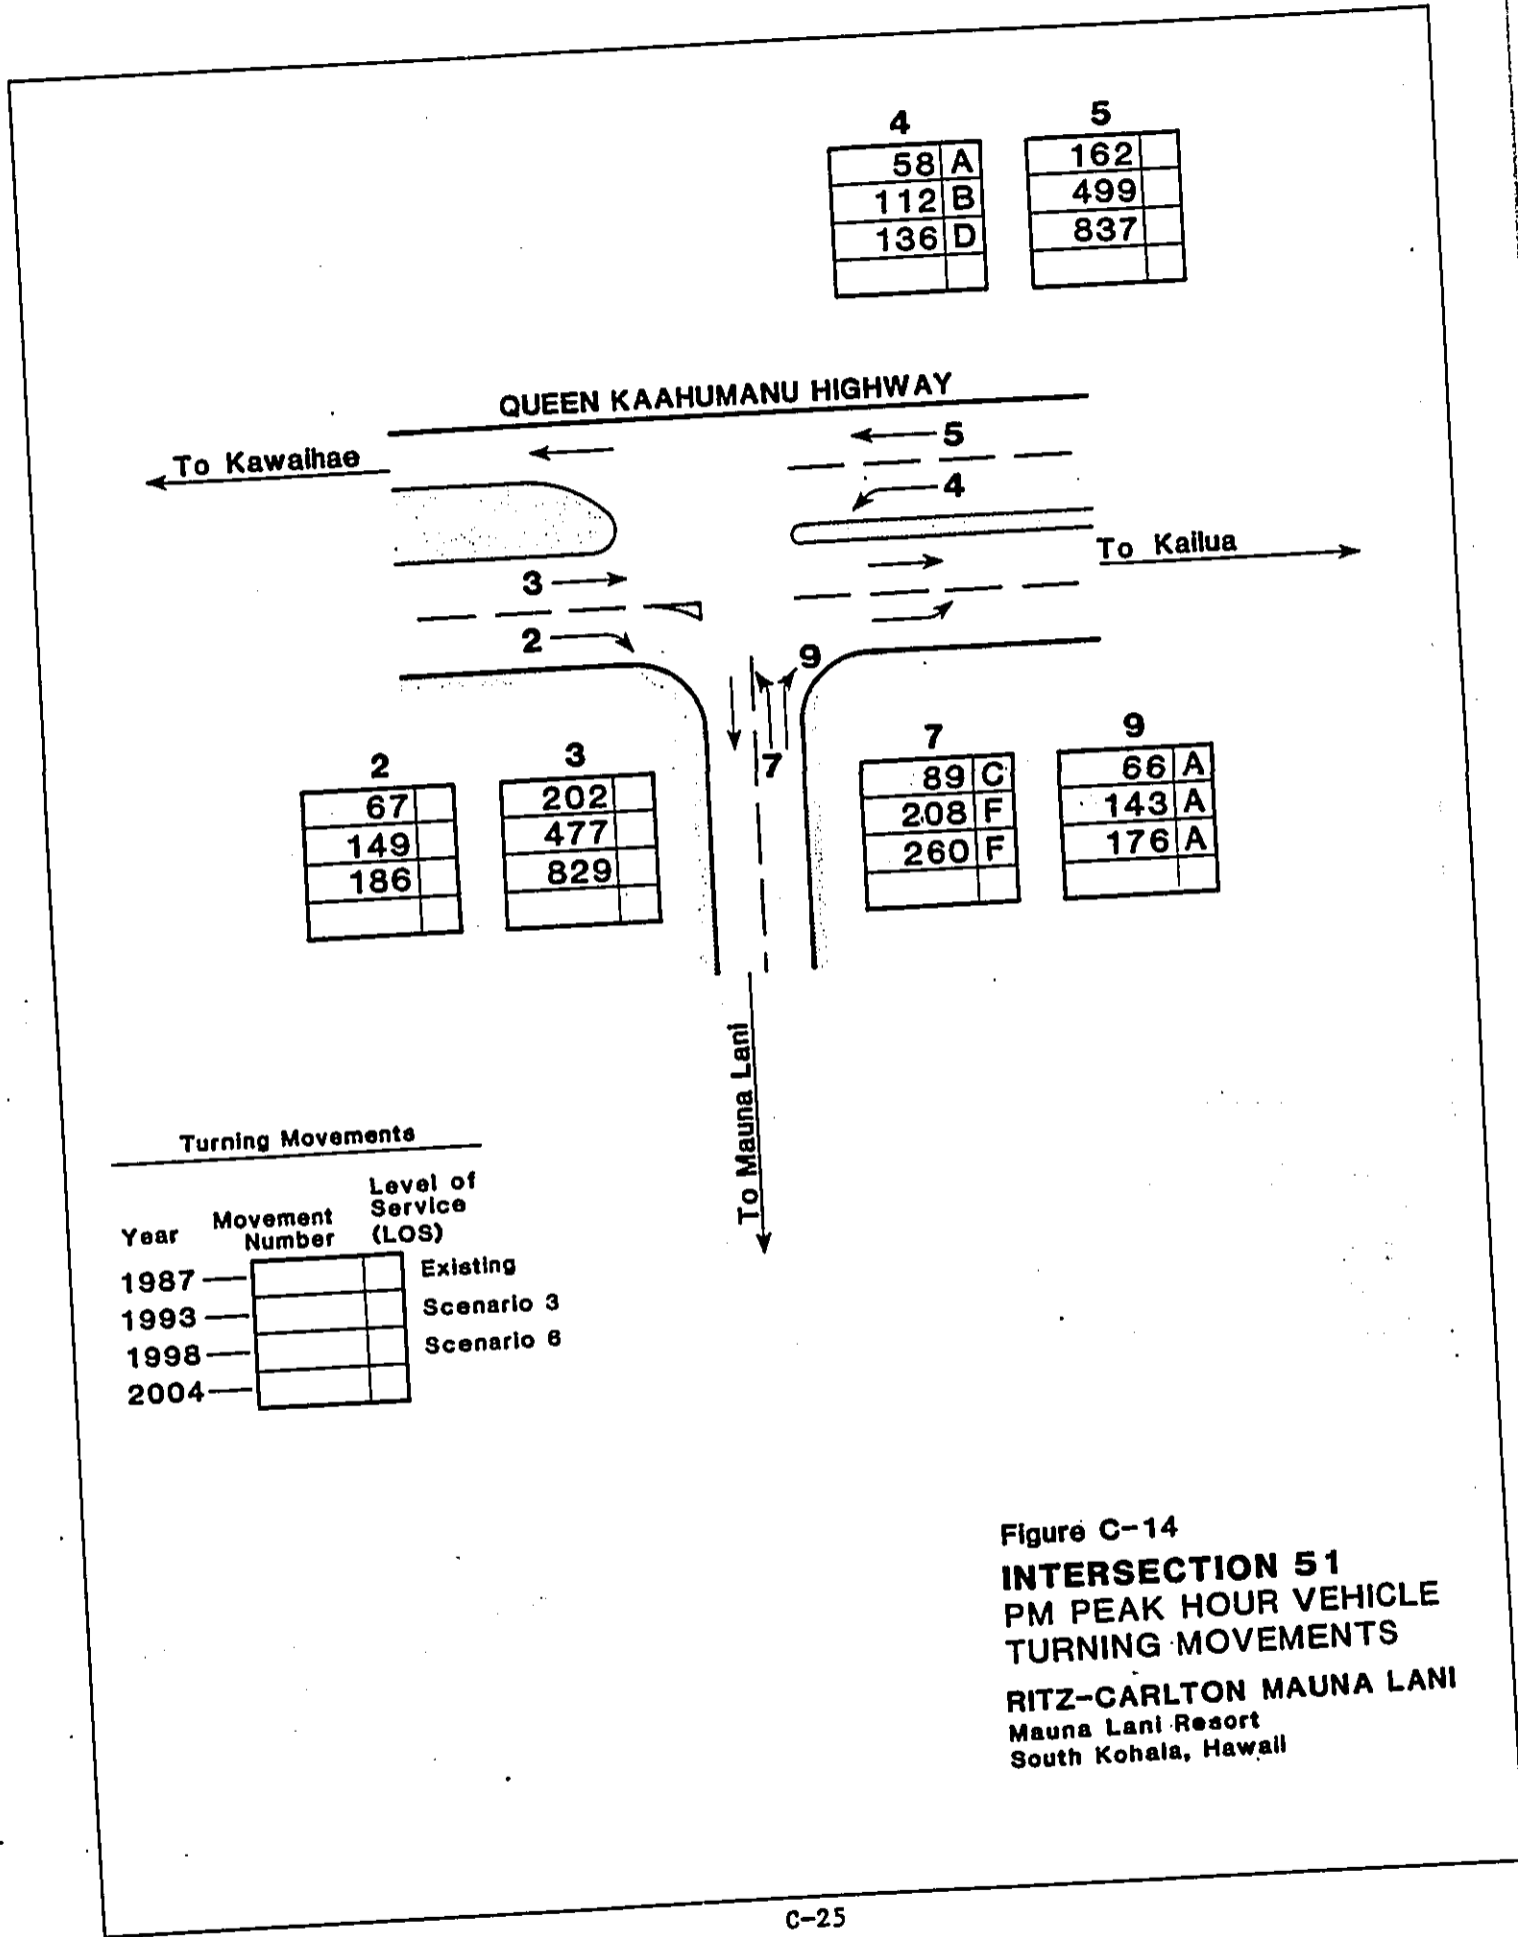 4 5
58 A 162
112 B 499
136 D 837
QUEEN KAAHUMANU HIGHWAY
5
To Kawaihae
4
To Kailua
3
2
9
7
2 3 7 9
67 202 89 C 66 A
149 477 208 F 143 A
186 829 260 F 176 A
To Mauna Lani
Turning Movements
Year Movement Number Level of Service (LOS)
1987 Existing
1993 Scenario 3
1998 Scenario 6
2004
Figure C-14
INTERSECTION 51
PM PEAK HOUR VEHICLE
TURNING MOVEMENTS
RITZ-CARLTON MAUNA LANI
Mauna Lani Resort
South Kohala, Hawaii
C-25